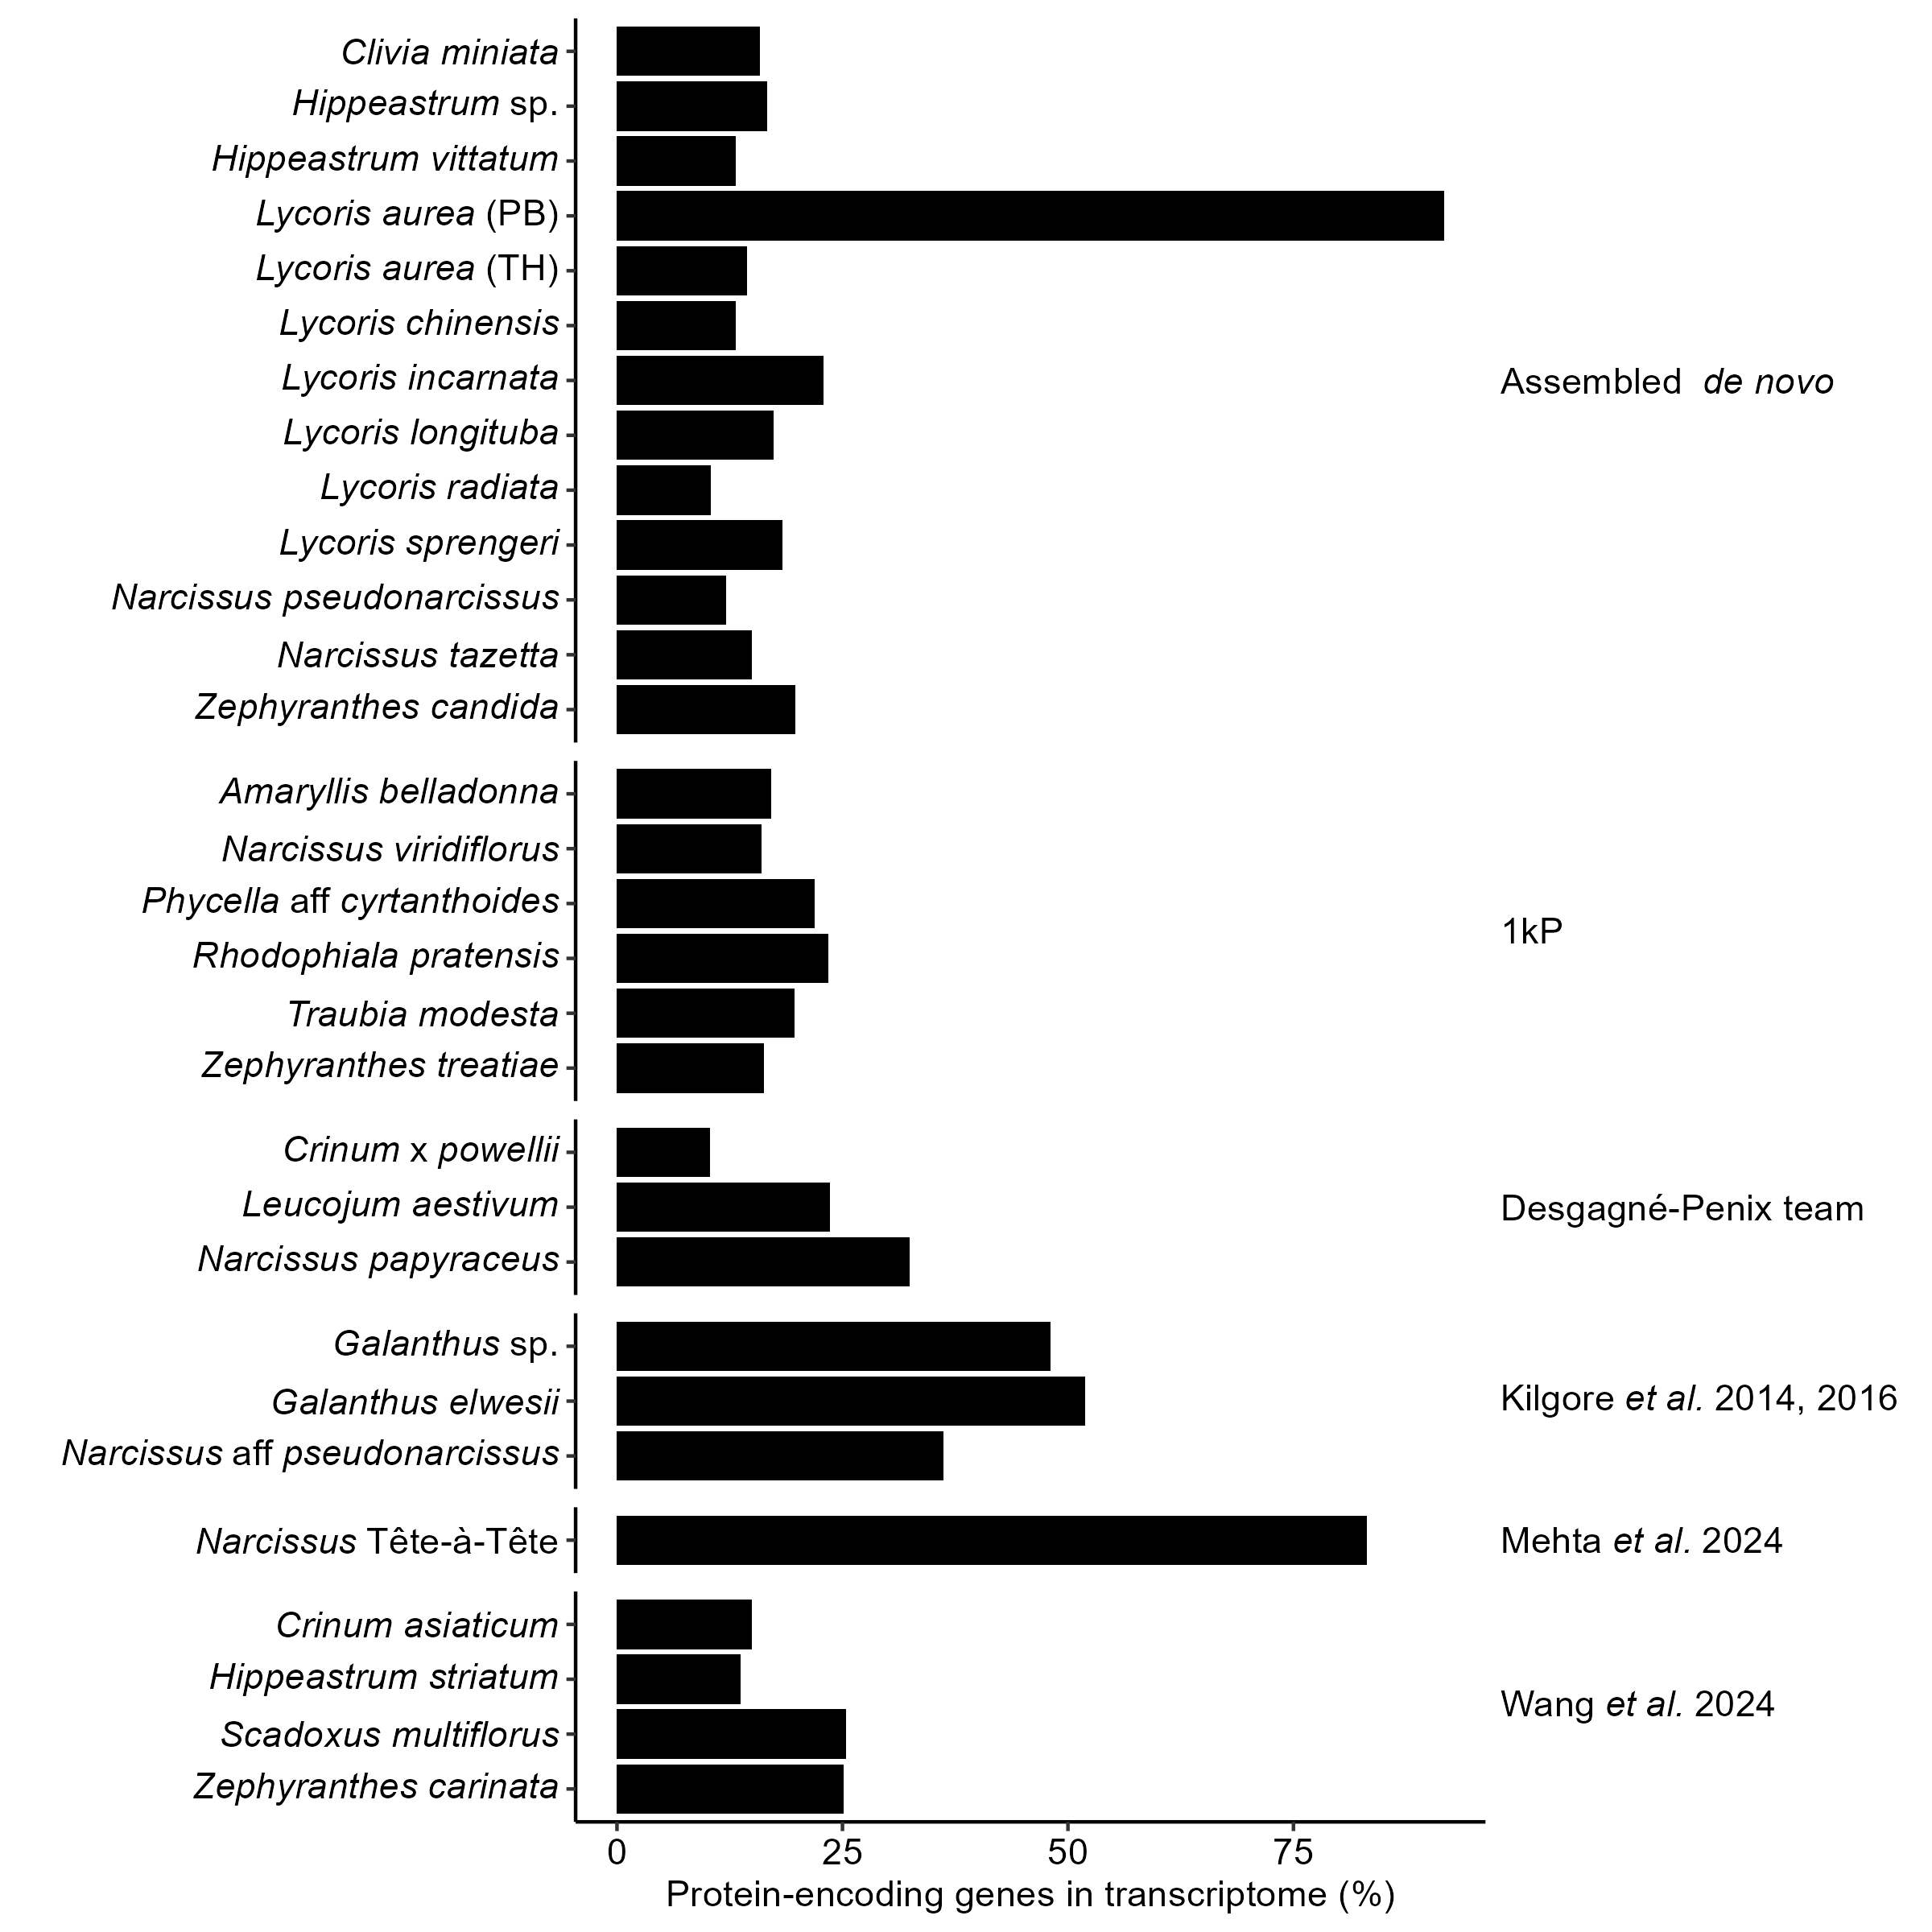 Clivia miniata
Hippeastrum sp.
Hippeastrum vittatum
Lycoris aurea (PB)
Lycoris aurea (TH)
Lycoris chinensis
Lycoris incarnata
Lycoris longituba
Lycoris radiata
Lycoris sprengeri
Narcissus pseudonarcissus
Narcissus tazetta
Zephyranthes candida
Assembled de novo
Amaryllis belladonna
Narcissus viridiflorus
Phycella aff cyrtanthoides
Rhodophiala pratensis
Traubia modesta
Zephyranthes treatiae
1kP
Crinum x powellii
Leucojum aestivum
Narcissus papyraceus
Desgagné-Penix team
Galanthus sp.
Galanthus elwesii
Narcissus aff pseudonarcissus
Kilgore et al. 2014, 2016
Narcissus Tête-à-Tête
Mehta et al. 2024
Crinum asiaticum
Hippeastrum striatum
Scadoxus multiflorus
Zephyranthes carinata
Wang et al. 2024
0 25 50 75
Protein-encoding genes in transcriptome (%)